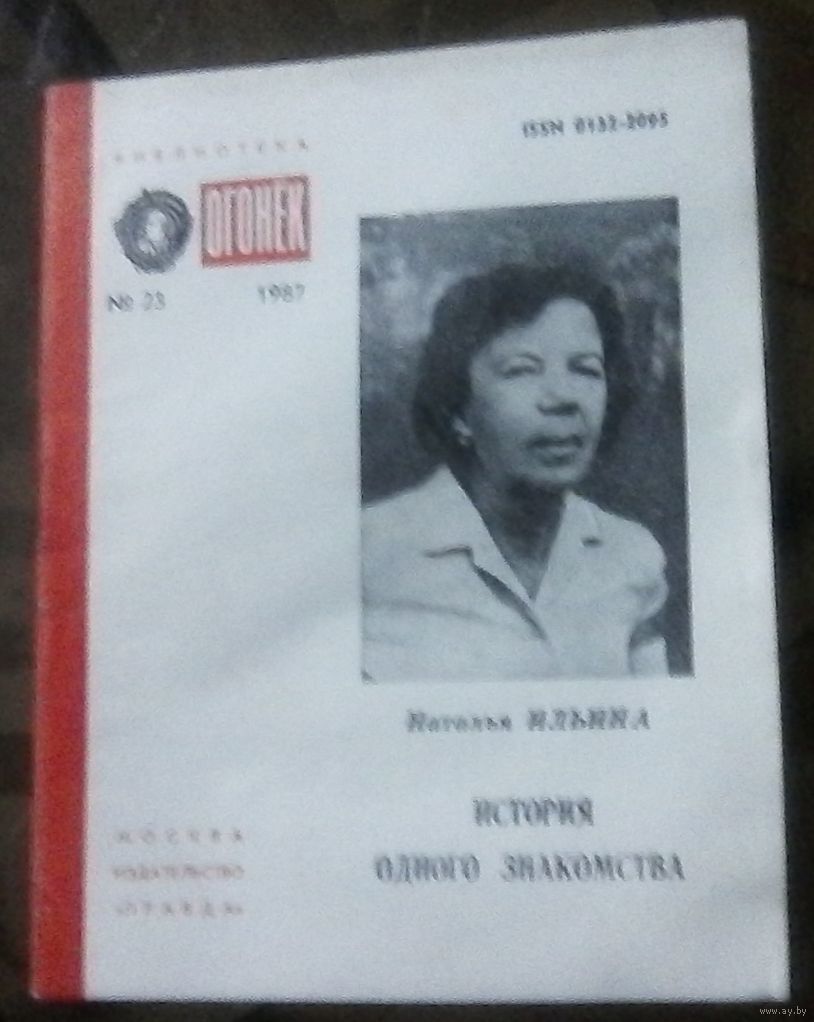 БИБЛИОТЕКА
ОГОНЕК
№ 23 1987
ISSN 0132-2095
Наталья ИЛЬИНА
ИСТОРИЯ
ОДНОГО ЗНАКОМСТВА
МОСКВА
ИЗДАТЕЛЬСТВО
«ПРАВДА»
www.ay.by